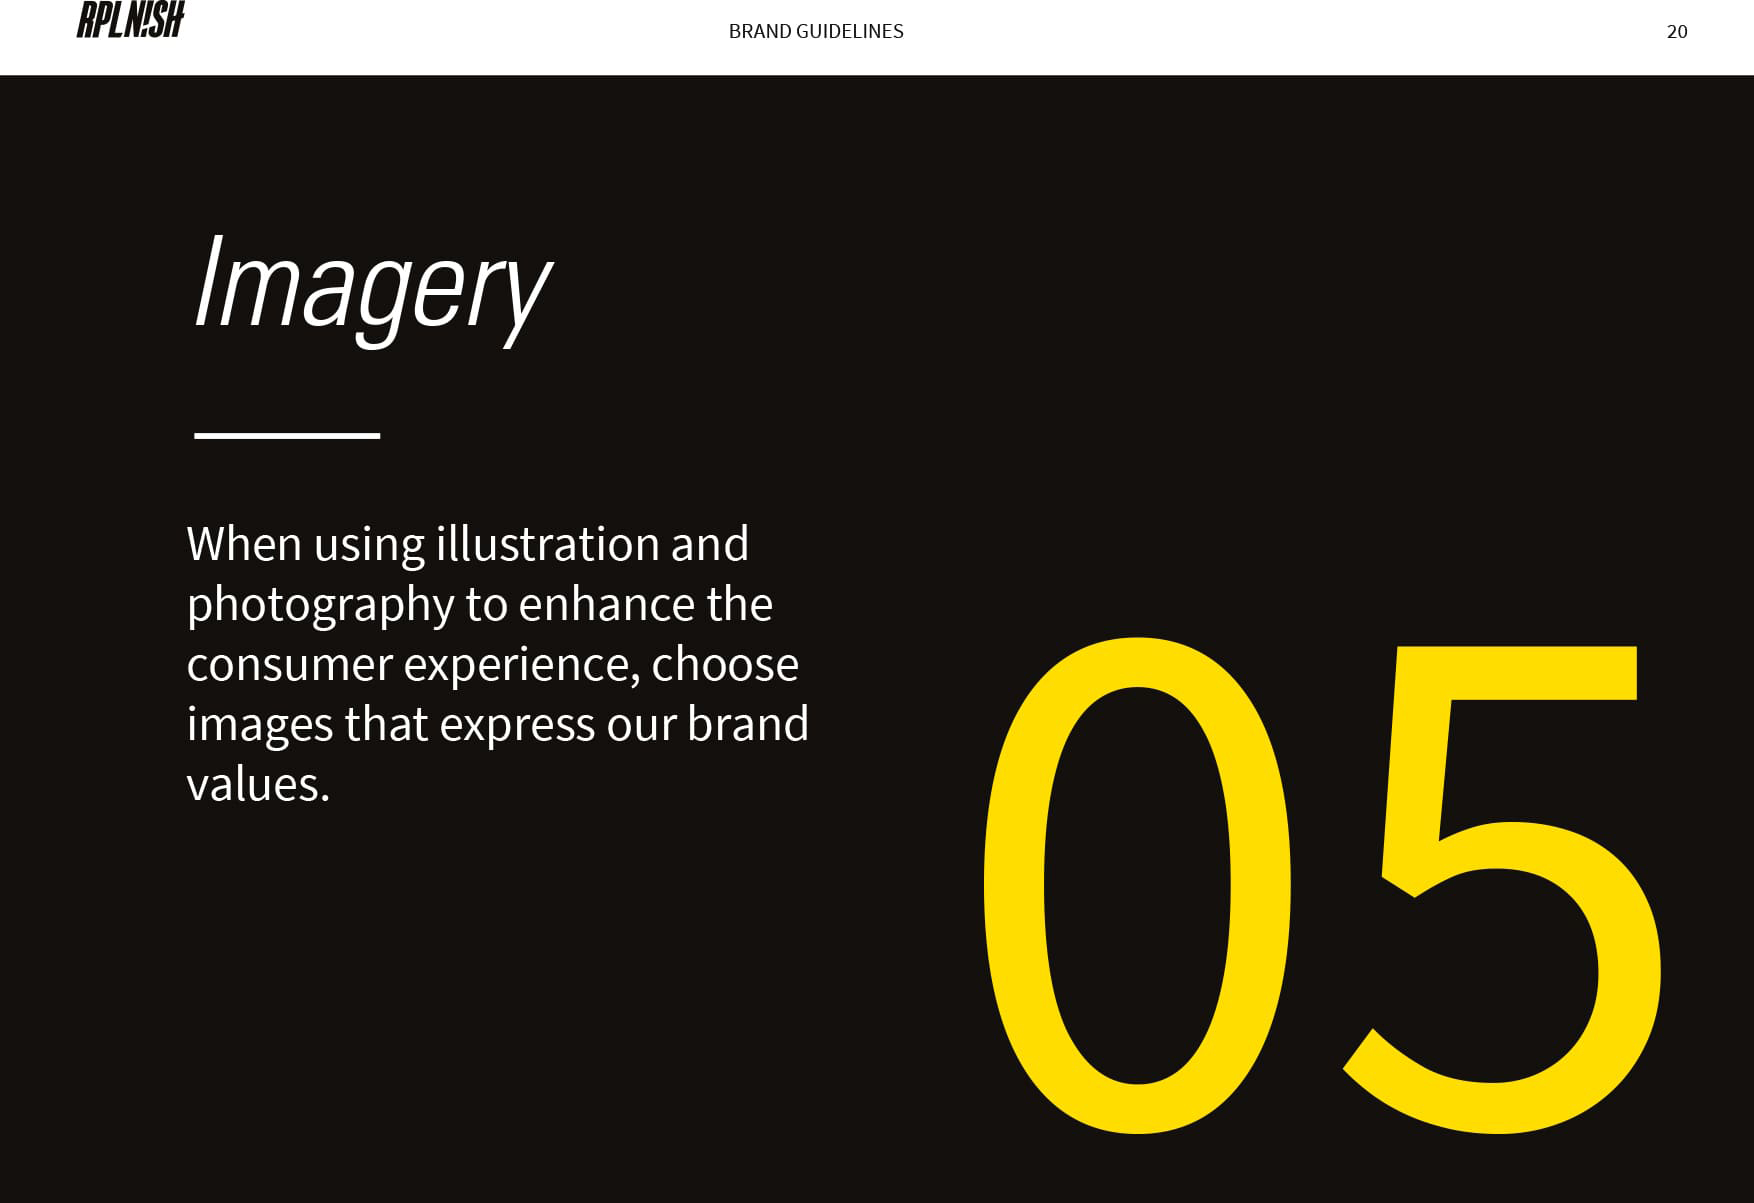 RPLN!SH
BRAND GUIDELINES
20
Imagery
When using illustration and
photography to enhance the
consumer experience, choose
images that express our brand
values.
05